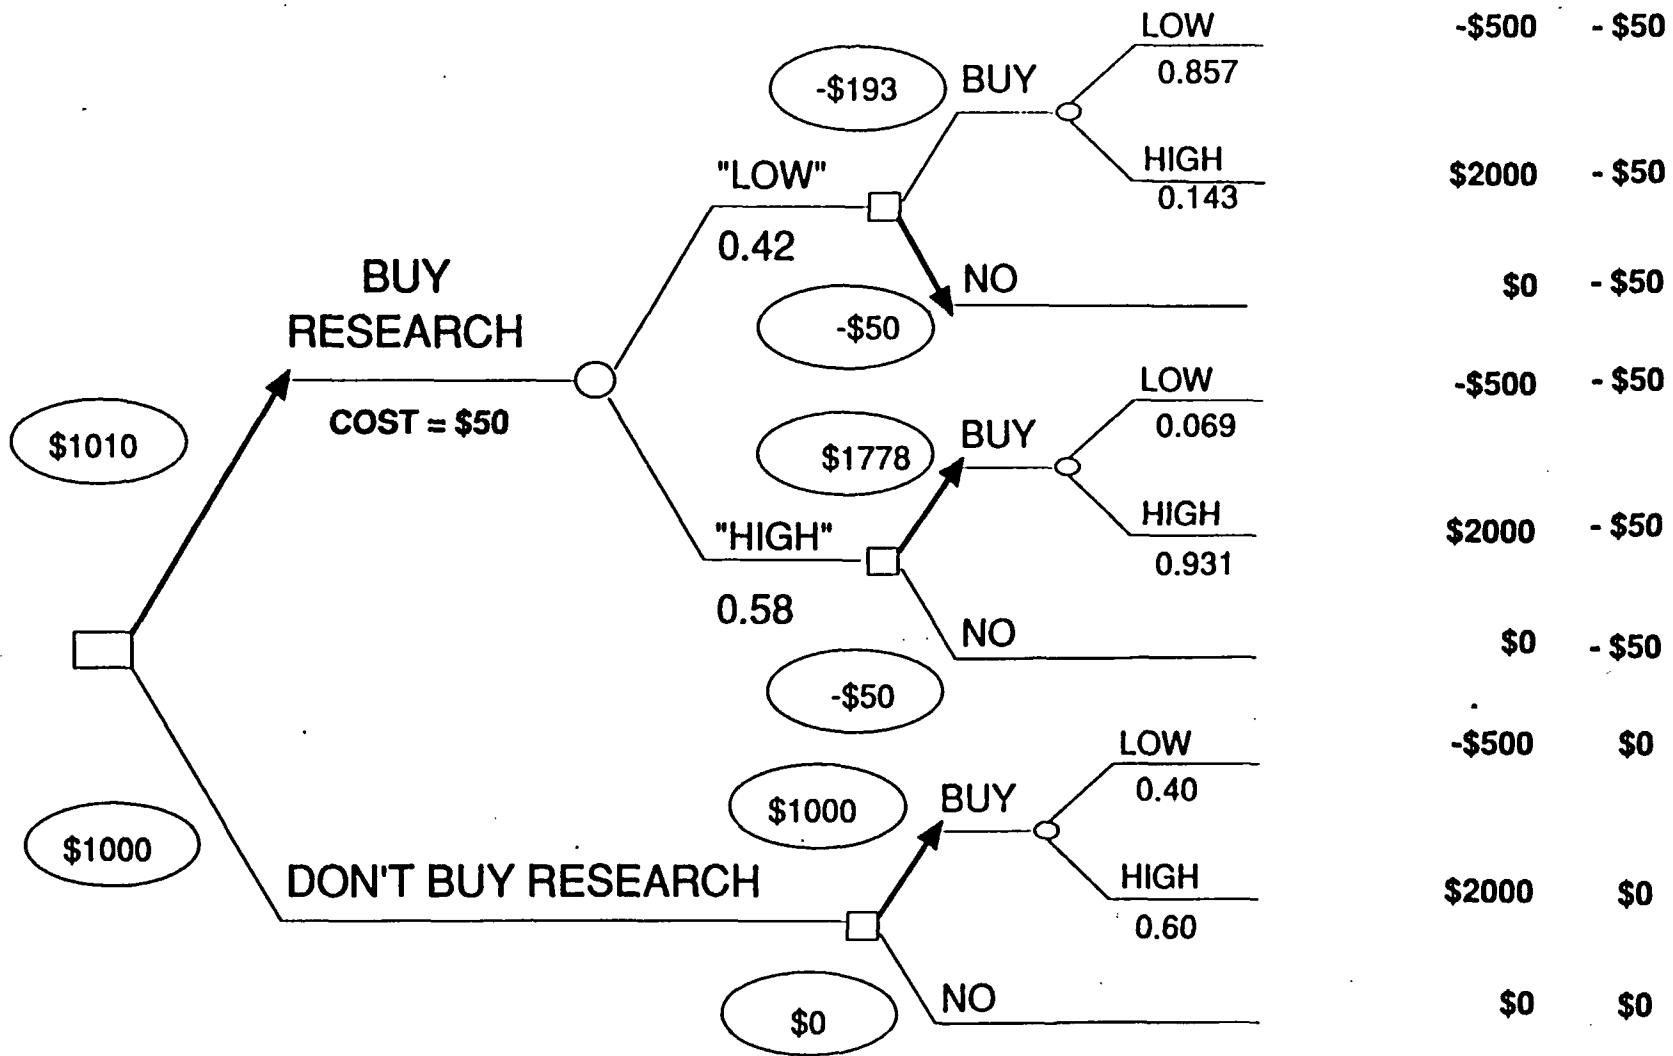 LOW -$500 - $50
0.857
-$193 BUY
HIGH $2000 - $50
0.143
"LOW"
0.42
NO $0 - $50
-$50
BUY
RESEARCH
COST = $50
$1010
LOW -$500 - $50
0.069
$1778 BUY
HIGH $2000 - $50
0.931
"HIGH"
0.58
NO $0 - $50
-$50
LOW -$500 $0
0.40
$1000 BUY
HIGH $2000 $0
0.60
$1000
DON'T BUY RESEARCH
NO $0 $0
$0